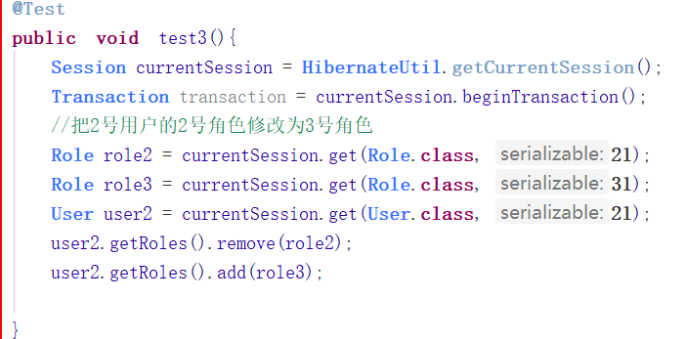 @Test
public void test3(){
Session currentSession = HibernateUtil.getCurrentSession();
Transaction transaction = currentSession.beginTransaction();
//把2号用户的2号角色修改为3号角色
Role role2 = currentSession.get(Role.class, serializable: 2l);
Role role3 = currentSession.get(Role.class, serializable: 3l);
User user2 = currentSession.get(User.class, serializable: 2l);
user2.getRoles().remove(role2);
user2.getRoles().add(role3);
}